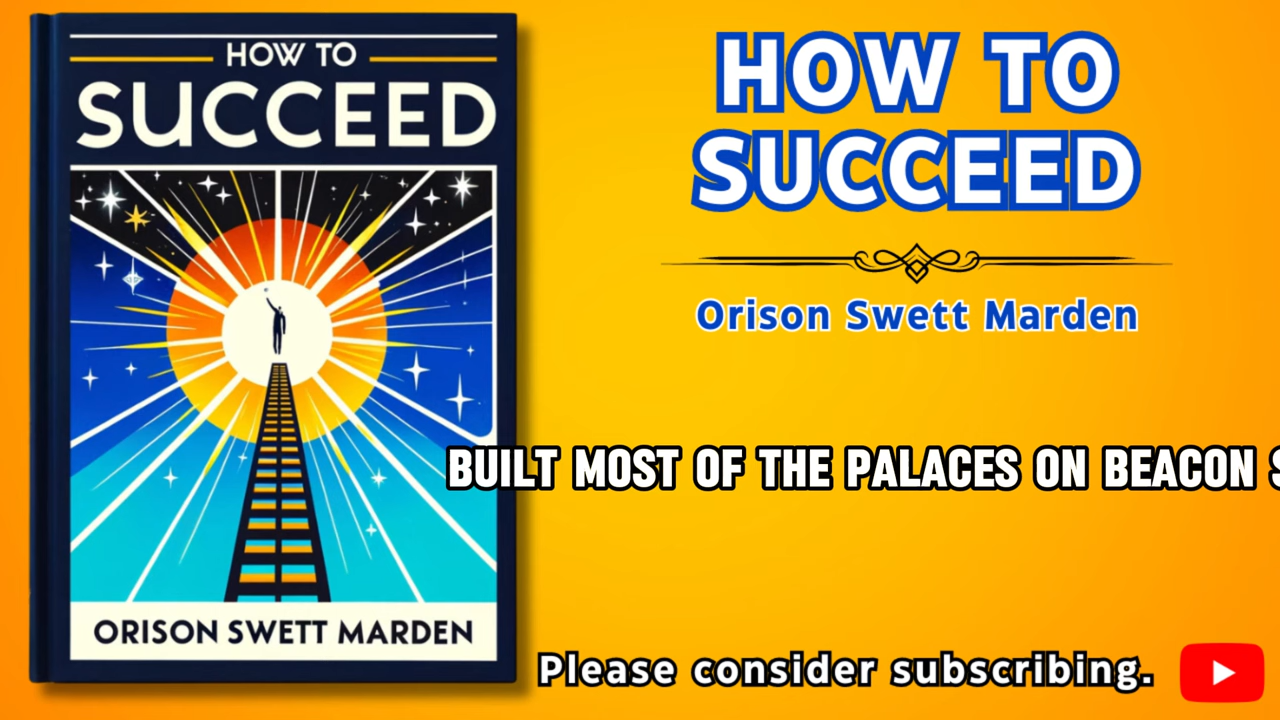 HOW TO
SUCCEED
ORISON SWETT MARDEN
HOW TO
SUCCEED
Orison Swett Marden
BUILT MOST OF THE PALACES ON BEACON
Please consider subscribing.